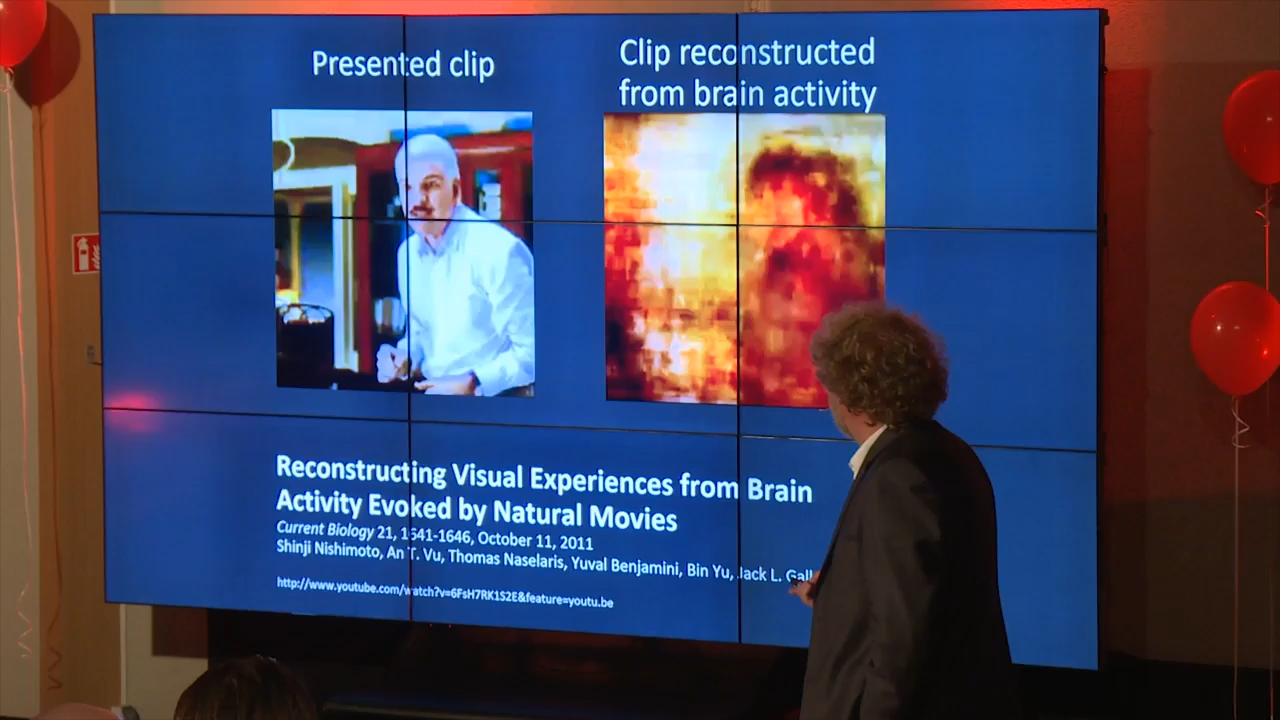 Presented clip
Clip reconstructed
from brain activity
Reconstructing Visual Experiences from Brain
Activity Evoked by Natural Movies
Current Biology 21, 1641-1646, October 11, 2011
Shinji Nishimoto, An T. Vu, Thomas Naselaris, Yuval Benjamini, Bin Yu, Jack L. Gall
http://www.youtube.com/watch?v=6FsH7RK1S2E&feature=youtu.be